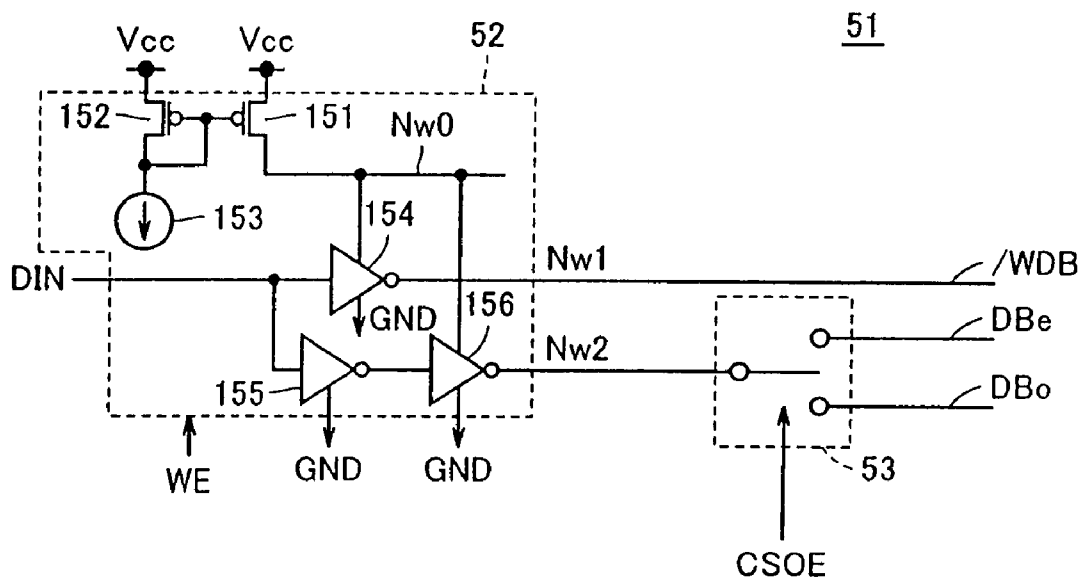 51
Vcc Vcc 52
152 151
Nw0
153 154
DIN Nw1 /WDB
GND 156 DBe
Nw2
155 DBo
GND GND 53
WE
CSOE